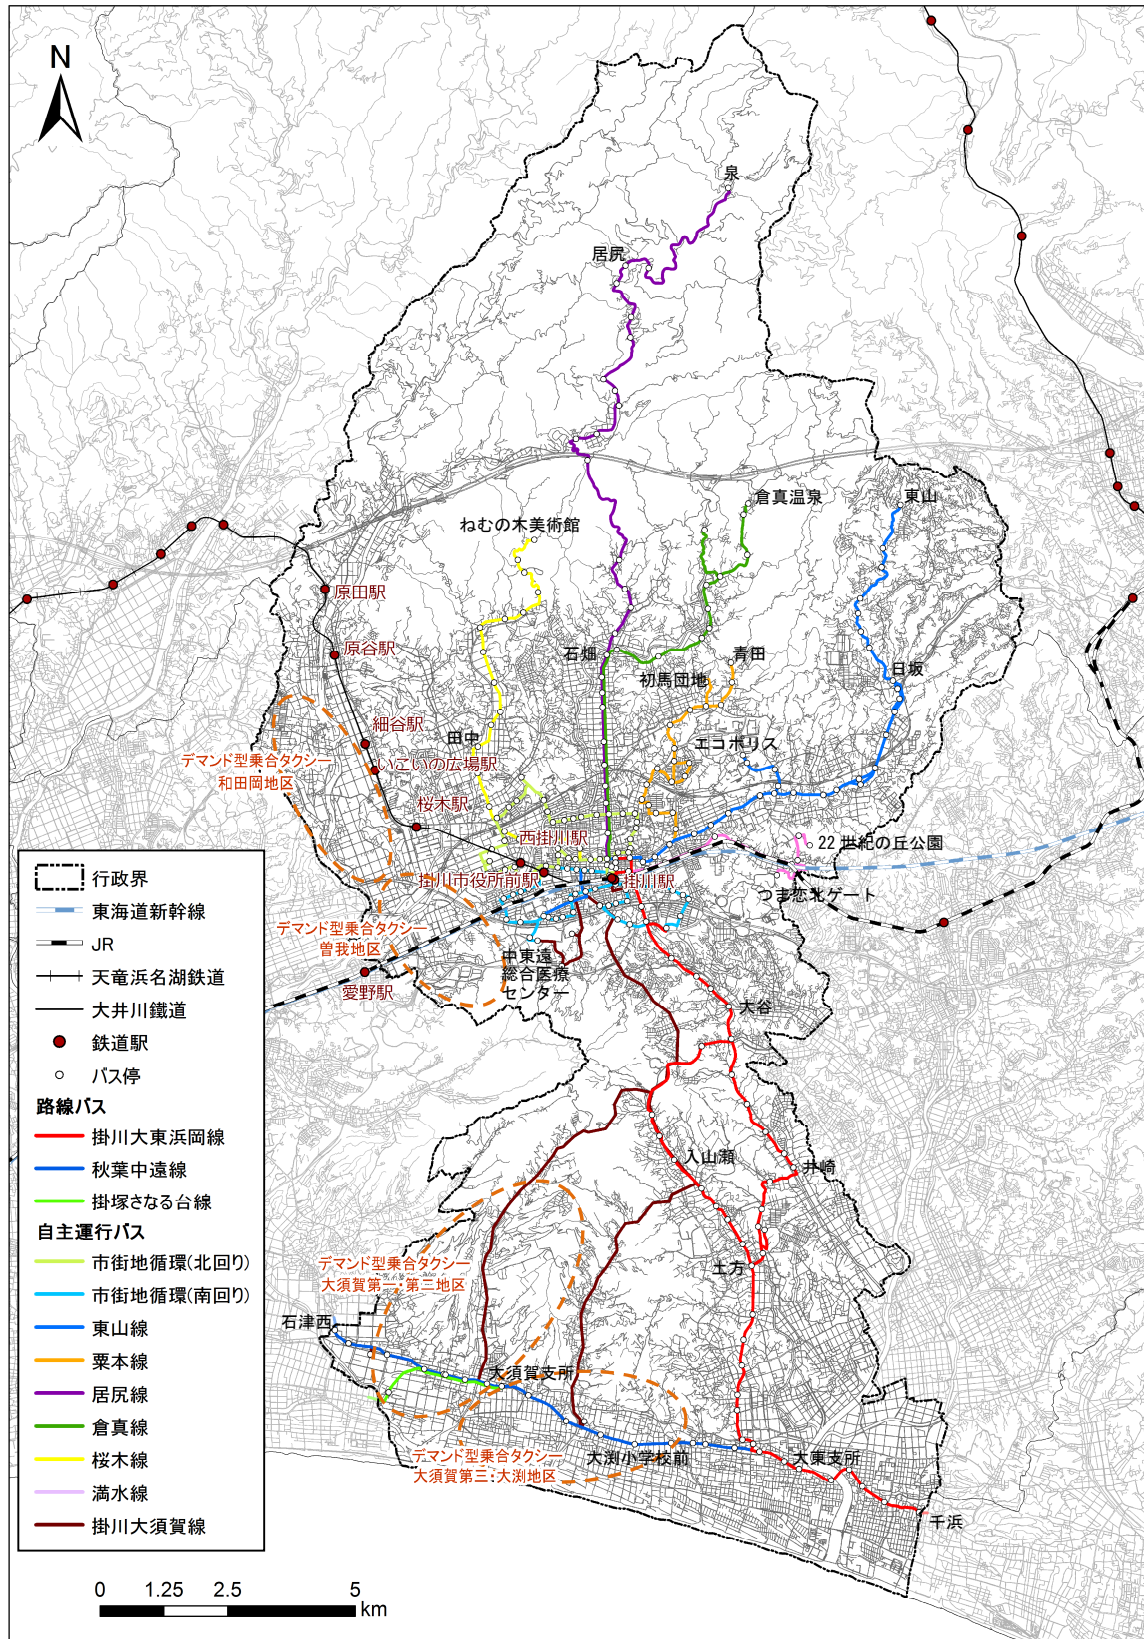 N
泉
居尻
倉真温泉
東山
ねむの木美術館
原田駅
原谷駅
石畑
青田
初馬団地
日坂
細谷駅
田中
エコポリス
デマンド型乗合タクシー
和田岡地区
いこいの広場駅
桜木駅
西掛川駅
22世紀の丘公園
掛川市役所前駅
掛川駅
つま恋北ゲート
デマンド型乗合タクシー
曽我地区
中東遠
総合医療
センター
愛野駅
大谷
入山瀬
井崎
デマンド型乗合タクシー
大須賀第一・第二地区
土方
石津西
大須賀支所
デマンド型乗合タクシー
大須賀第三・大渕地区
大渕小学校前
大東支所
千浜
行政界
東海道新幹線
JR
天竜浜名湖鉄道
大井川鐵道
鉄道駅
バス停
路線バス
掛川大東浜岡線
秋葉中遠線
掛塚さなる台線
自主運行バス
市街地循環(北回り)
市街地循環(南回り)
東山線
粟本線
居尻線
倉真線
桜木線
満水線
掛川大須賀線
0 1.25 2.5 5
km